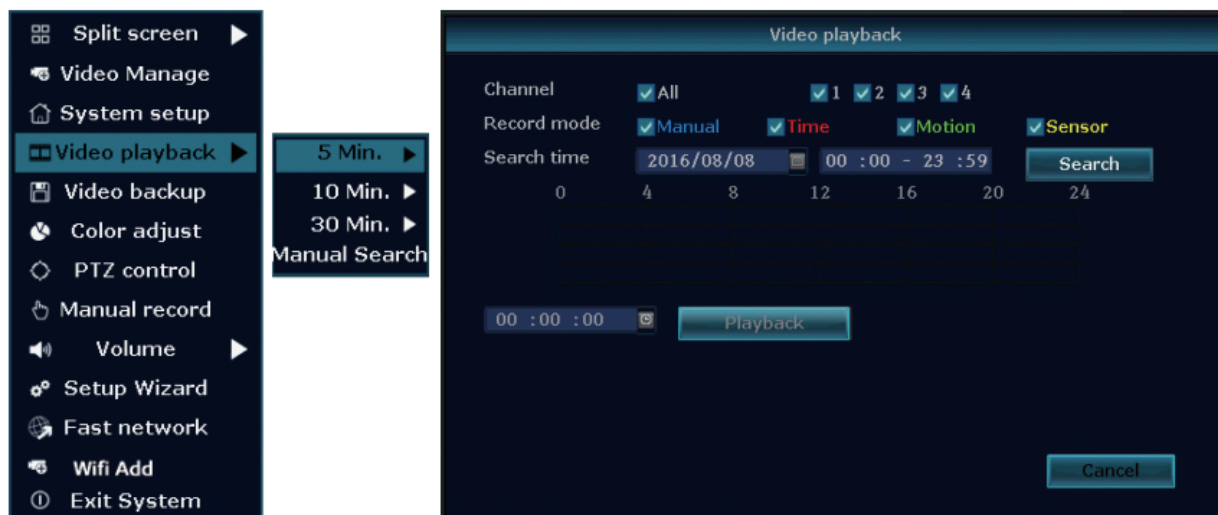 Split screen
Video Manage
System setup
Video playback
Video backup
Color adjust
PTZ control
Manual record
Volume
Setup Wizard
Fast network
Wifi Add
Exit System
5 Min.
10 Min.
30 Min.
Manual Search
Video playback
Channel All 1 2 3 4
Record mode Manual Time Motion Sensor
Search time 2016/08/08 00 :00 - 23 :59 Search
0 4 8 12 16 20 24
00 :00 :00 Playback
Cancel